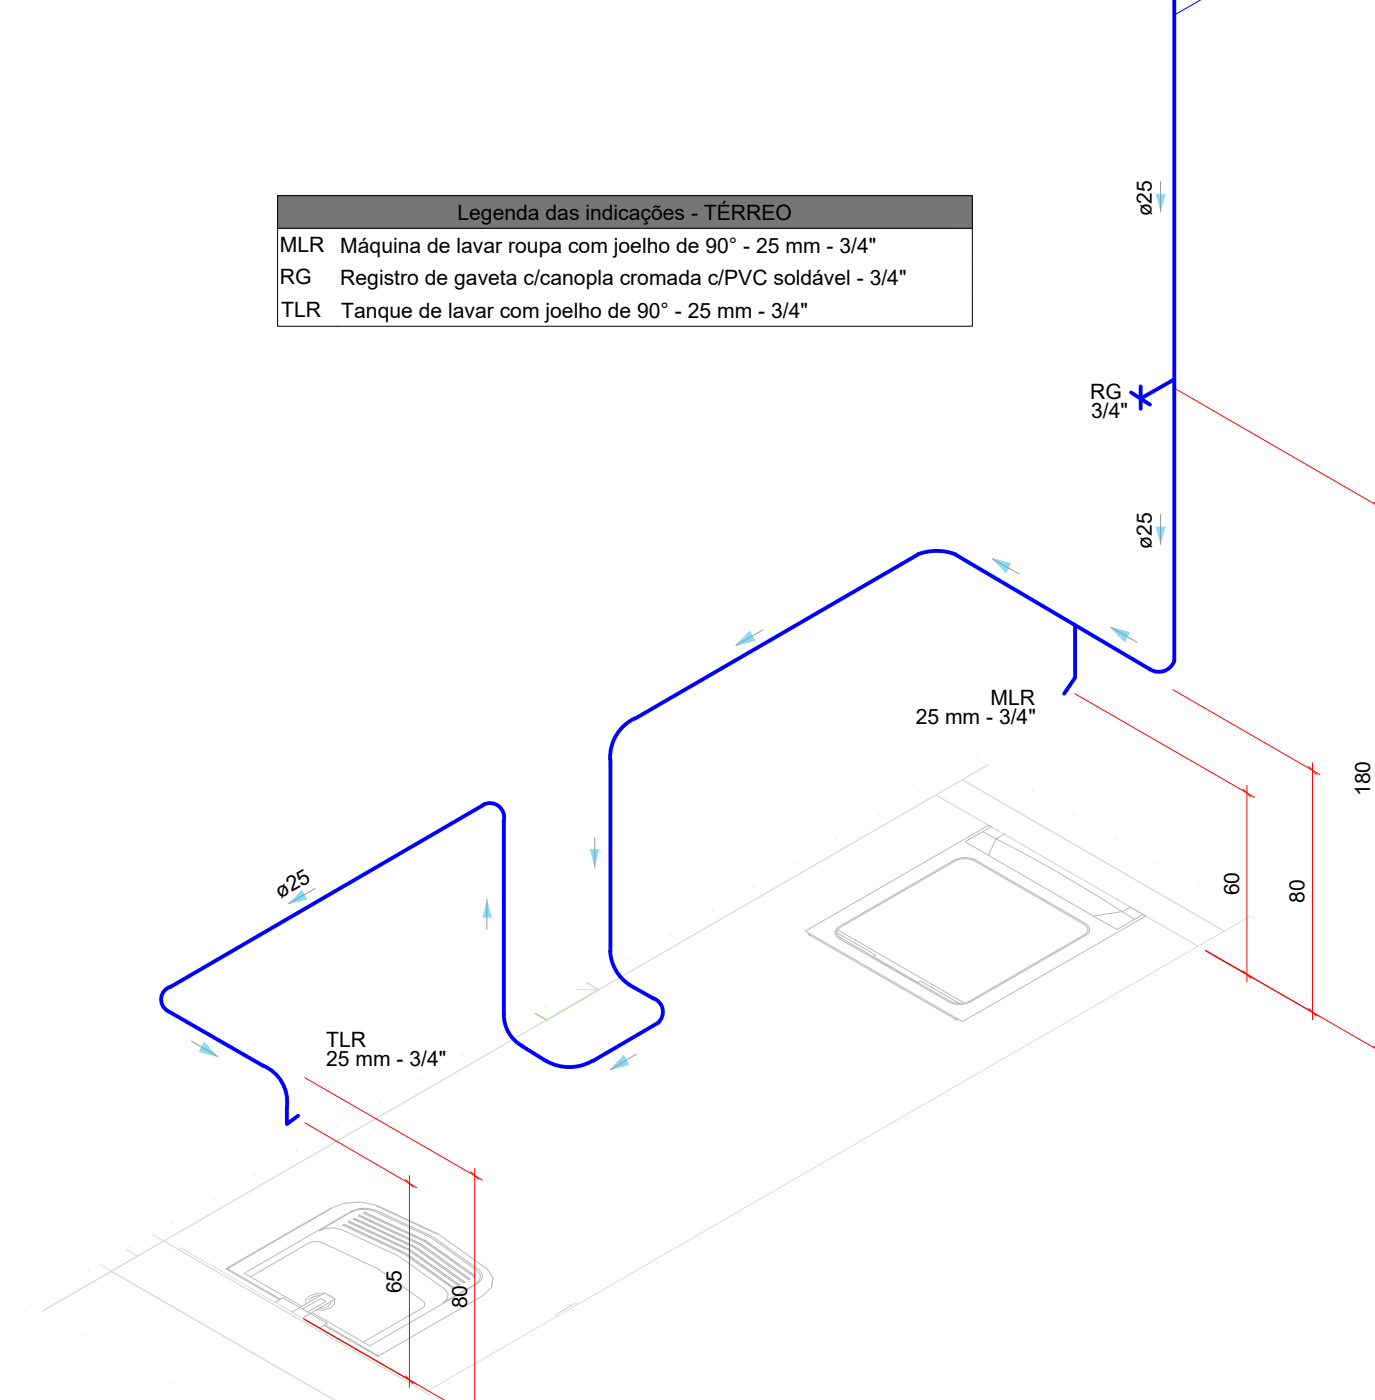 ø25
Legenda das indicações - TÉRREO
MLR Máquina de lavar roupa com joelho de 90° - 25 mm - 3/4"
RG Registro de gaveta c/canopla cromada c/PVC soldável - 3/4"
TLR Tanque de lavar com joelho de 90° - 25 mm - 3/4"
RG
3/4"
ø25
MLR
25 mm - 3/4"
180
60
80
ø25
TLR
25 mm - 3/4"
65
80